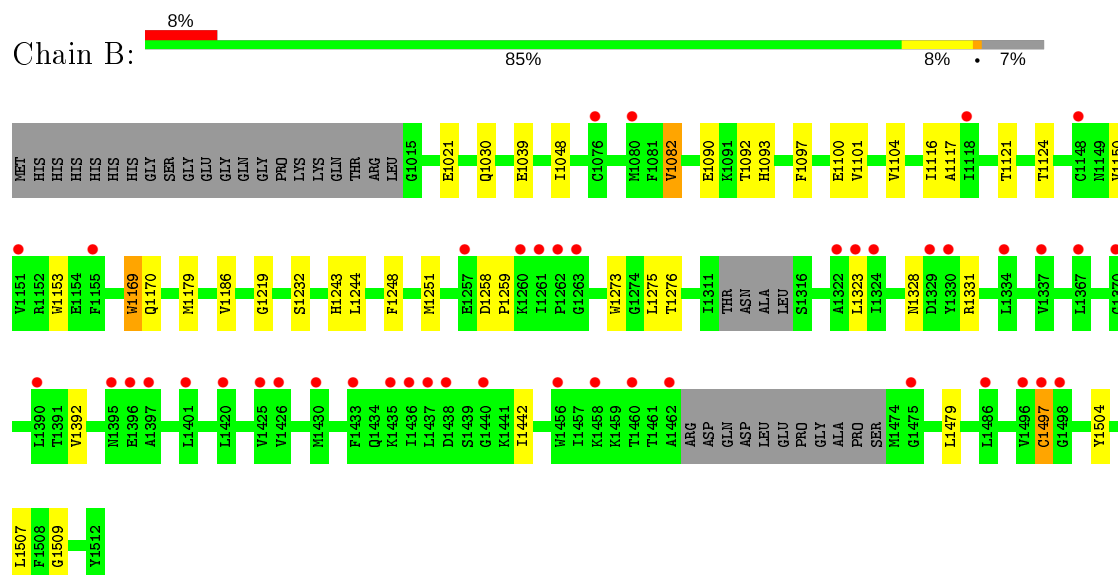 8%
Chain B:
85% 8% • 7%
MET HIS HIS HIS HIS HIS HIS HIS GLY SER GLY GLU GLY GLN GLY PRO LYS LYS GLN THR ARG LEU G1015 E1021 Q1030 E1039 I1048 C1076 M1080 F1081 V1082 E1090 K1091 T1092 H1093 F1097 E1100 V1101 V1104 I1116 A1117 I1118 T1121 T1124 C1148 N1149 V1150
V1151 R1152 W1153 E1154 F1155 W1169 Q1170 M1179 V1186 G1219 S1232 H1243 L1244 F1248 M1251 E1257 D1258 P1259 K1260 I1261 P1262 G1263 W1273 G1274 L1275 T1276 I1311 THR ASN ALA LEU S1316 A1322 L1323 I1324 N1328 D1329 Y1330 R1331 L1334 V1337 L1367 G1370
L1390 T1391 V1392 N1395 E1396 A1397 L1401 L1420 V1425 V1426 M1430 F1433 Q1434 K1435 I1436 L1437 D1438 S1439 G1440 K1441 I1442 W1456 I1457 K1458 K1459 T1460 T1461 A1462 ARG ASP GLN ASP LEU GLU PRO GLY ALA PRO SER M1474 G1475 L1479 L1486 V1496 C1497 G1498 Y1504
L1507 F1508 G1509 Y1512